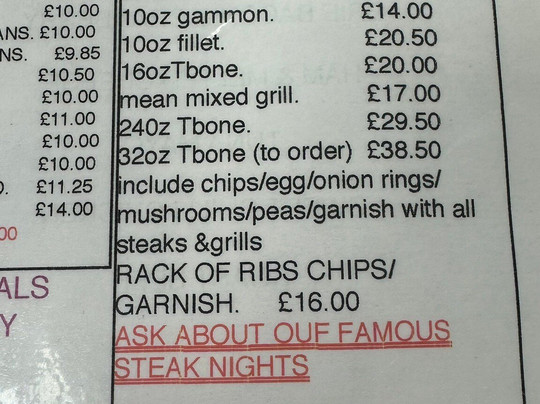 £10.00
ANS. £10.00
NS. £9.85
£10.50
£10.00
£11.00
£10.00
£10.00
£11.25
£14.00
00
ALS
Y
10oz gammon. £14.00
10oz fillet. £20.50
16ozTbone. £20.00
mean mixed grill. £17.00
240z Tbone. £29.50
32oz Tbone (to order) £38.50
include chips/egg/onion rings/
mushrooms/peas/garnish with all
steaks &grills
RACK OF RIBS CHIPS/
GARNISH. £16.00
ASK ABOUT OUF FAMOUS
STEAK NIGHTS